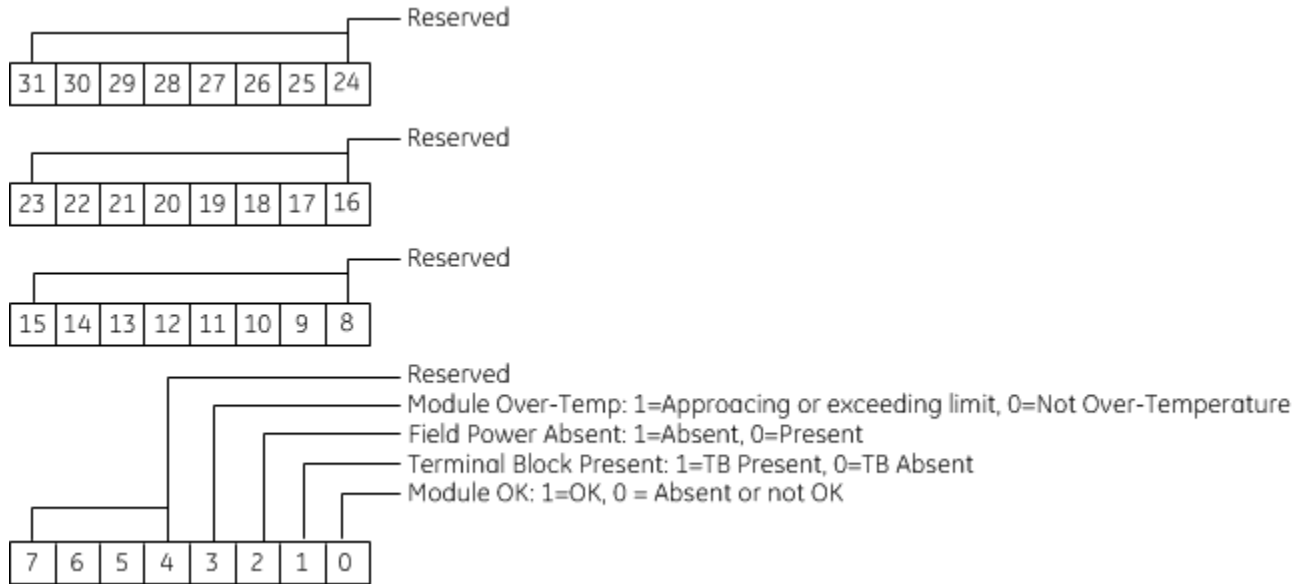 Reserved
31 30 29 28 27 26 25 24
Reserved
23 22 21 20 19 18 17 16
Reserved
15 14 13 12 11 10 9 8
Reserved
Module Over-Temp: 1=Approacing or exceeding limit, 0=Not Over-Temperature
Field Power Absent: 1=Absent, 0=Present
Terminal Block Present: 1=TB Present, 0=TB Absent
Module OK: 1=OK, 0 = Absent or not OK
7 6 5 4 3 2 1 0